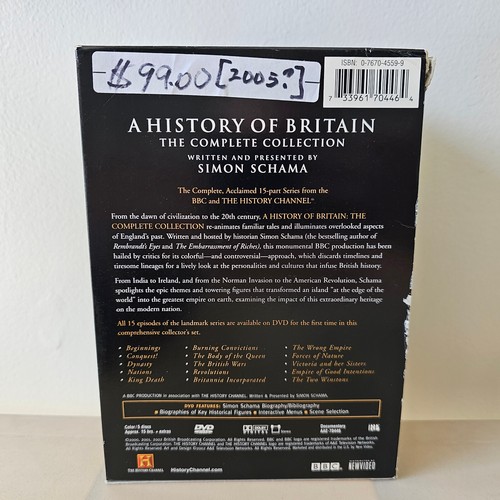 $99.00 [2003?]
ISBN: 0-7670-4559-9
7 33961 70446 4
A HISTORY OF BRITAIN
THE COMPLETE COLLECTION
WRITTEN AND PRESENTED BY
SIMON SCHAMA
The Complete, Acclaimed 15-part Series from the
BBC and THE HISTORY CHANNEL®
From the dawn of civilization to the 20th century, A HISTORY OF BRITAIN: THE
COMPLETE COLLECTION re-animates familiar tales and illuminates overlooked aspects
of England's past. Written and hosted by historian Simon Schama (the bestselling author of
Rembrandt's Eyes and The Embarrassment of Riches), this monumental BBC production has been
hailed by critics for its colorful—and controversial—approach, which discards timelines and
tiresome lineages for a lively look at the personalities and cultures that infuse British history.
From India to Ireland, and from the Norman Invasion to the American Revolution, Schama
spotlights the epic themes and towering figures that transformed an island "at the edge of the
world" into the greatest empire on earth, examining the impact of this extraordinary heritage
on the modern nation.
All 15 episodes of the landmark series are available on DVD for the first time in this
comprehensive collector's set.
• Beginnings • Burning Convictions • The Wrong Empire
• Conquest! • The Body of the Queen • Forces of Nature
• Dynasty • The British Wars • Victoria and her Sisters
• Nations • Revolutions • Empire of Good Intentions
• King Death • Britannia Incorporated • The Two Winstons
A BBC PRODUCTION in association with THE HISTORY CHANNEL. Written & Presented by SIMON SCHAMA.
DVD FEATURES: Simon Schama Biography/Bibliography
• Biographies of Key Historical Figures • Interactive Menus • Scene Selection
Color/5 discs
DVD
DOLBY
Documentary
AAE-70446
THE HISTORY CHANNEL
HistoryChannel.com
BBC
NEWVIDEO